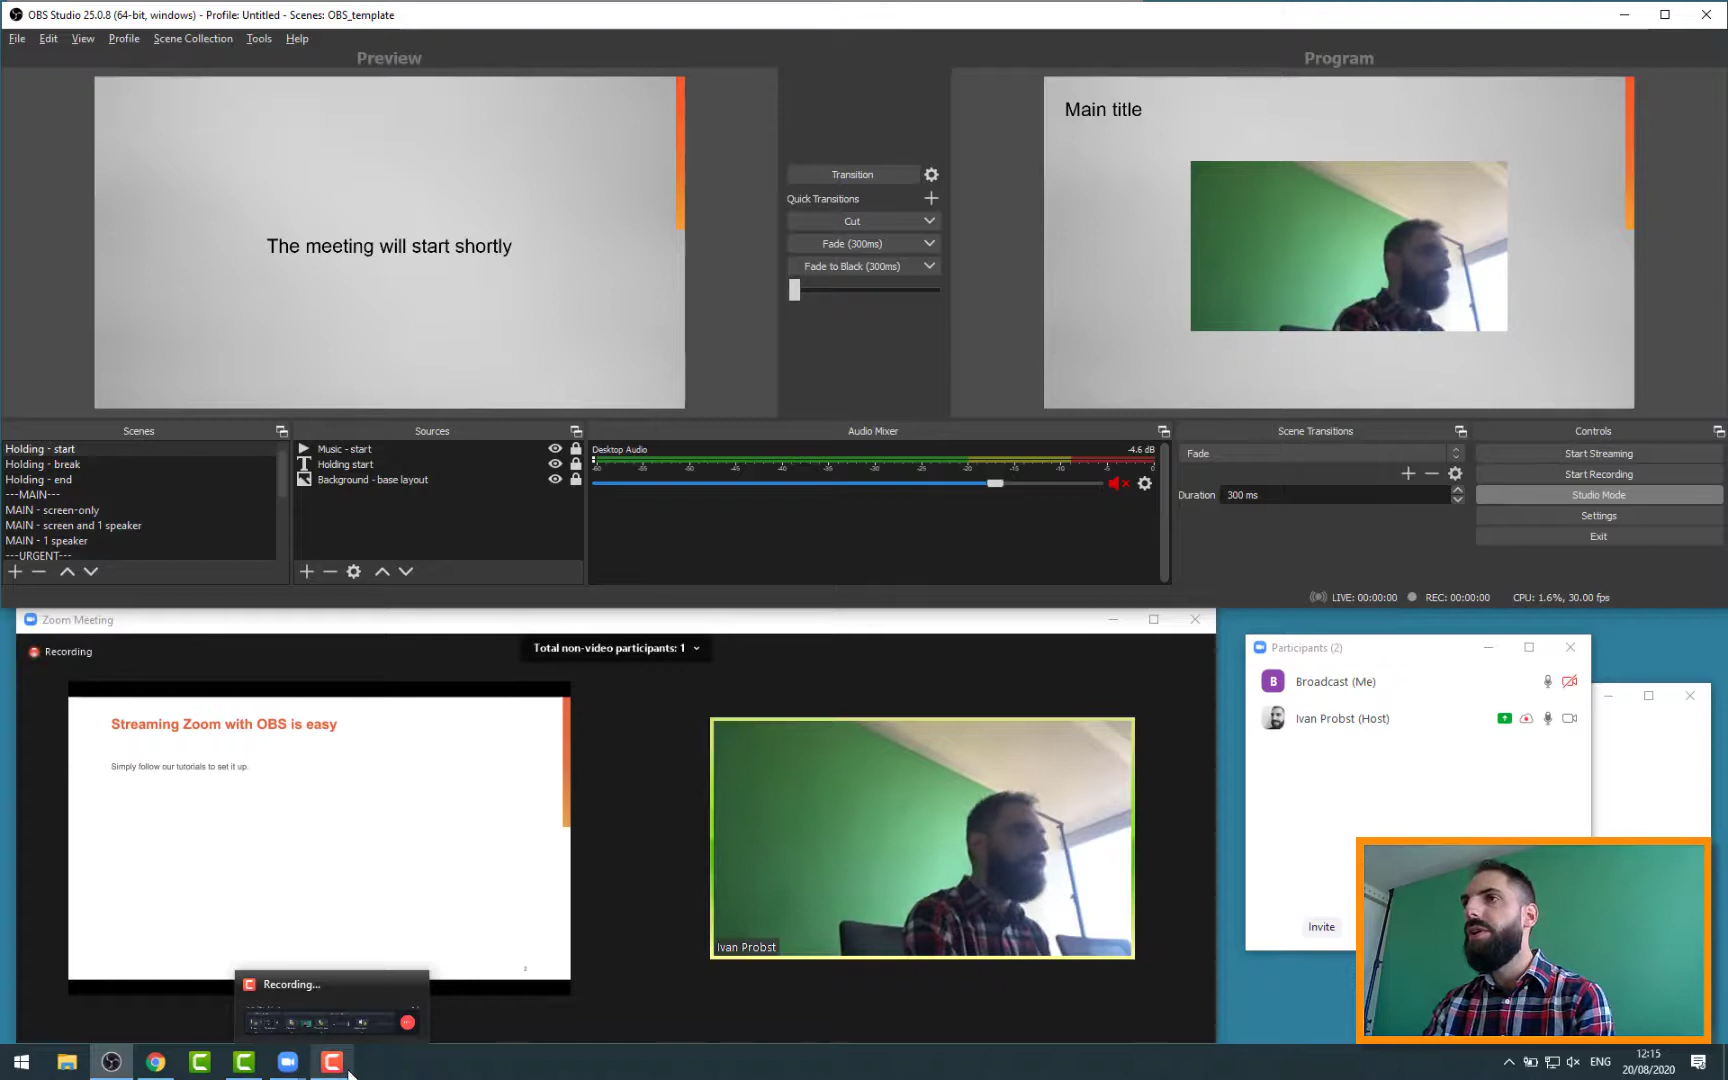 OBS Studio 25.0.8 (64-bit, windows) - Profile: Untitled - Scenes: OBS_template
File Edit View Profile Scene Collection Tools Help
Preview
Program
The meeting will start shortly
Transition
Quick Transitions
Cut
Fade (300ms)
Fade to Black (300ms)
Main title
Scenes
Holding - start
Holding - break
Holding - end
---MAIN---
MAIN - screen-only
MAIN - screen and 1 speaker
MAIN - 1 speaker
---URGENT---
Sources
Music - start
Holding start
Background - base layout
Audio Mixer
Desktop Audio -4.6 dB
Scene Transitions
Fade
Duration 300 ms
Controls
Start Streaming
Start Recording
Studio Mode
Settings
Exit
LIVE: 00:00:00 REC: 00:00:00 CPU: 1.6%, 30.00 fps
Zoom Meeting
Recording
Total non-video participants: 1
Streaming Zoom with OBS is easy
Simply follow our tutorials to set it up.
2
Ivan Probst
Participants (2)
B Broadcast (Me)
Ivan Probst (Host)
Invite
Recording...
ENG
12:15
20/08/2020